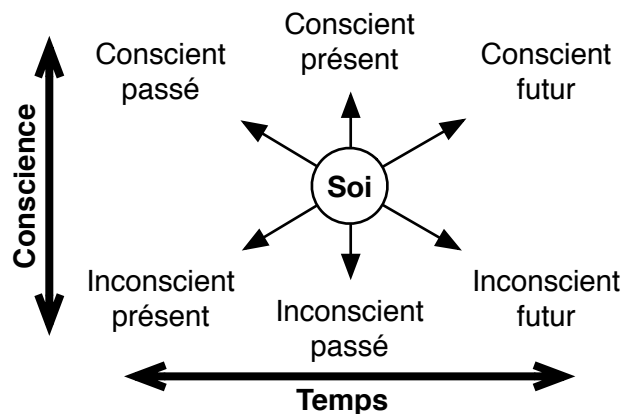 Conscient
passé
Conscient
présent
Conscient
futur
Conscience
Soi
Inconscient
présent
Inconscient
passé
Inconscient
futur
Temps